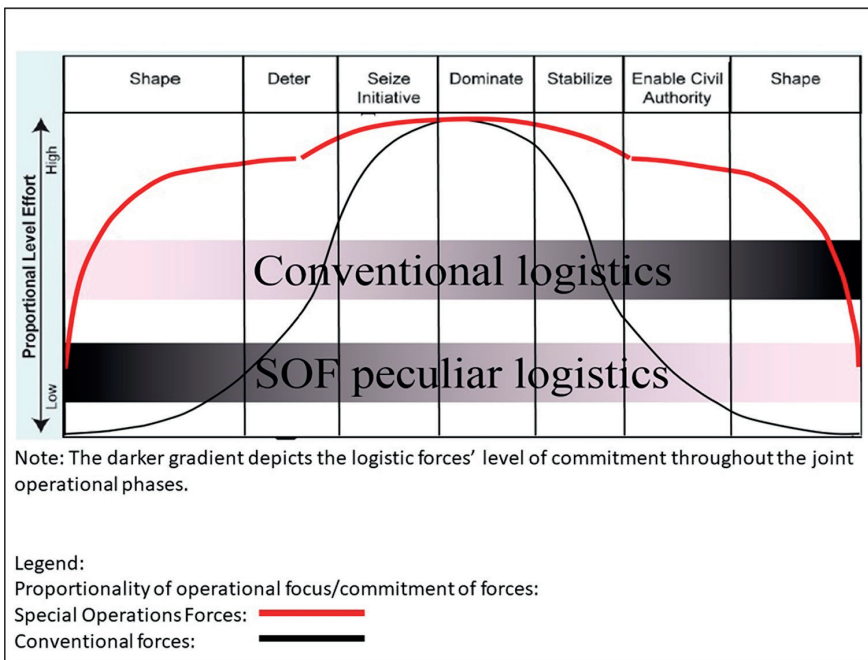 Shape Deter Seize Initiative Dominate Stabilize Enable Civil Authority Shape
Proportional Level Effort
High
Low
Conventional logistics
SOF peculiar logistics
Note: The darker gradient depicts the logistic forces’ level of commitment throughout the joint
operational phases.
Legend:
Proportionality of operational focus/commitment of forces:
Special Operations Forces:
Conventional forces: